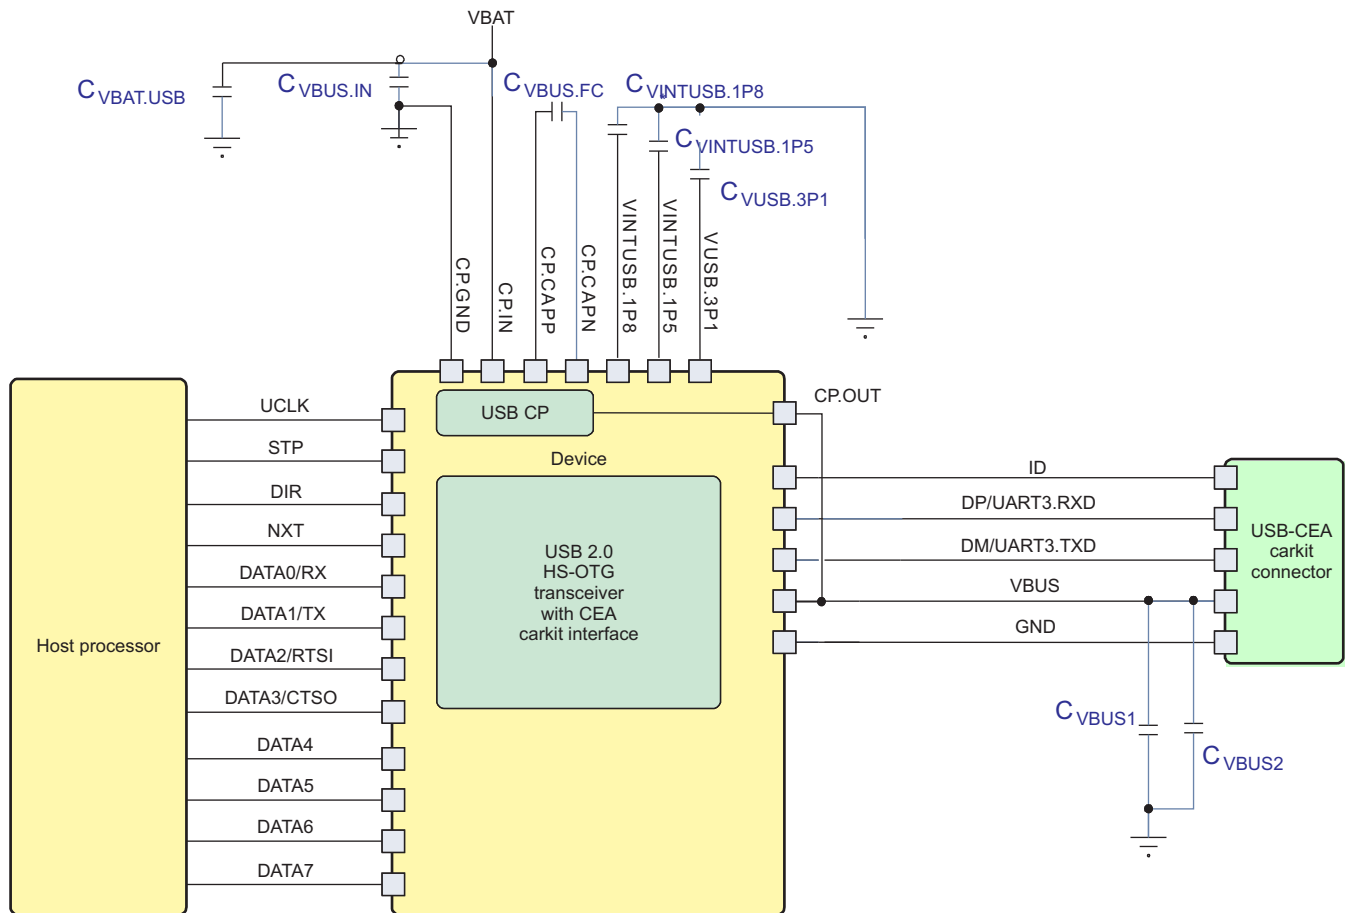 VBAT
CVBAT.USB
CVBUS.IN
CVBUS.FC
CVINTUSB.1P8
CVINTUSB.1P5
CVUSB.3P1
CP.GND
CP.IN
CP.CAPP
CP.CAPN
VINTUSB.1P8
VINTUSB.1P5
VUSB.3P1
Host processor
UCLK
STP
DIR
NXT
DATA0/RX
DATA1/TX
DATA2/RTSI
DATA3/CTSO
DATA4
DATA5
DATA6
DATA7
USB CP
Device
USB 2.0
HS-OTG
transceiver
with CEA
carkit interface
CP.OUT
ID
DP/UART3.RXD
DM/UART3.TXD
VBUS
GND
USB-CEA
carkit
connector
CVBUS1
CVBUS2